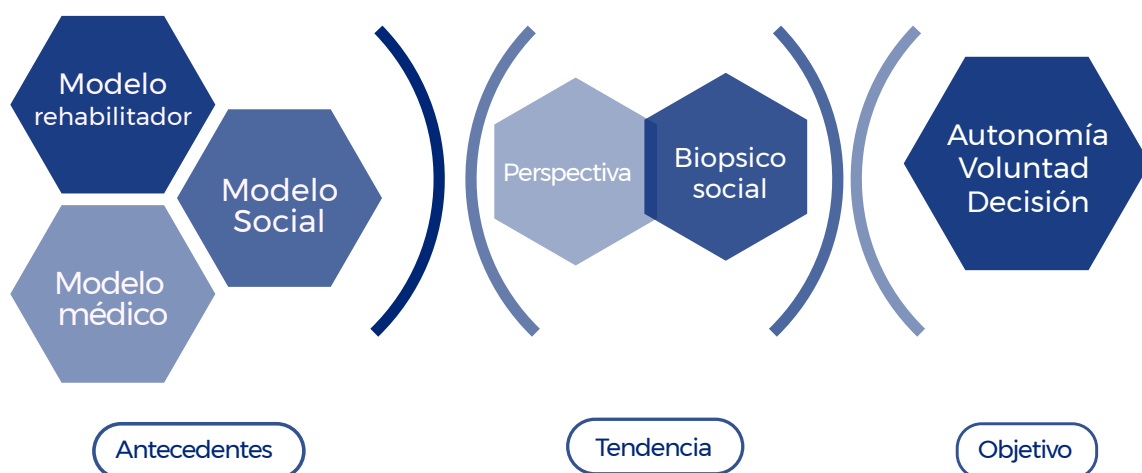 Modelo
rehabilitador
Modelo
Social
Modelo
médico
Perspectiva
Biopsico
social
Autonomía
Voluntad
Decisión
Antecedentes
Tendencia
Objetivo